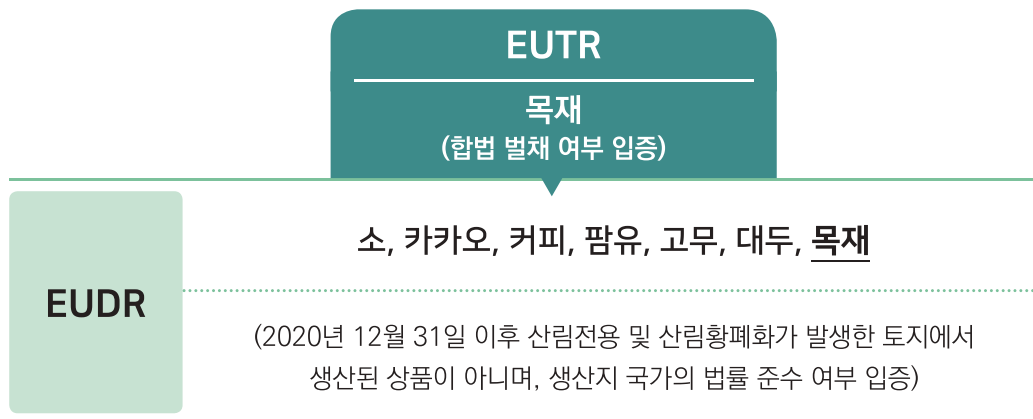 EUTR
목재
(합법 벌채 여부 입증)
소, 카카오, 커피, 팜유, 고무, 대두, 목재
EUDR
(2020년 12월 31일 이후 산림전용 및 산림황폐화가 발생한 토지에서
생산된 상품이 아니며, 생산지 국가의 법률 준수 여부 입증)